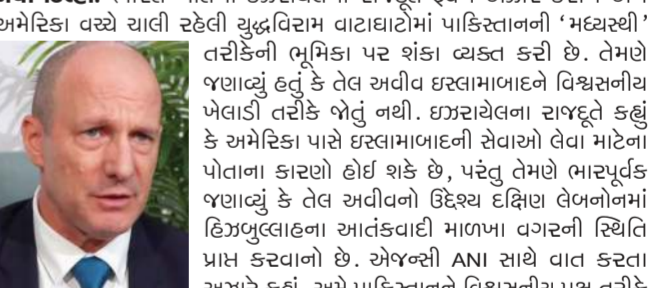 અમેરિકા વચ્ચે ચાલી રહેલી યુદ્ધવિરામ વાટાઘાટોમાં પાકિસ્તાનની ‘મધ્યસ્થી’
તરીકેની ભૂમિકા પર શંકા વ્યક્ત કરી છે. તેમણે
જણાવ્યું હતું કે તેલ અવીવ ઇસ્લામાબાદને વિશ્વસનીય
ખેલાડી તરીકે જોતું નથી. ઇઝરાયેલના રાજદૂતે કહ્યું
કે અમેરિકા પાસે ઇસ્લામાબાદની સેવાઓ લેવા માટેના
પોતાના કારણો હોઈ શકે છે, પરંતુ તેમણે ભારપૂર્વક
જણાવ્યું કે તેલ અવીવનો ઉદ્દેશ્ય દક્ષિણ લેબનોનમાં
હિઝબુલ્લાહના આતંકવાદી માળખા વગરની સ્થિતિ
પ્રાપ્ત કરવાનો છે. એજન્સી ANI સાથે વાત કરતા